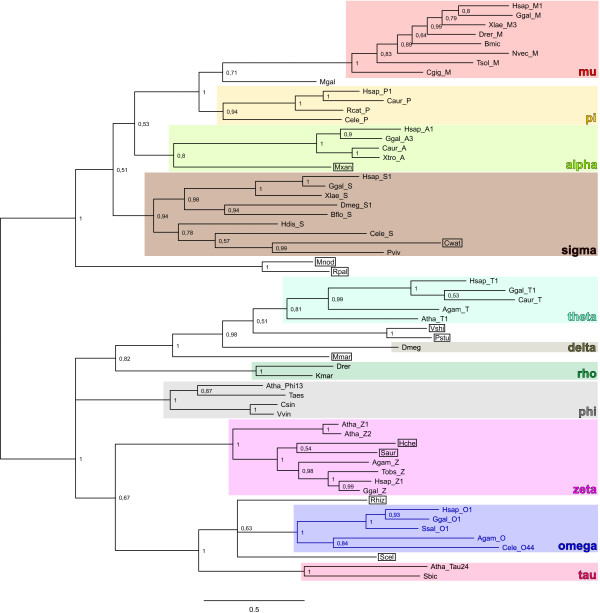 Hsap_M1
0,8
Ggal_M
0,79
Xlae_M3
0,99
Drer_M
0,64
Bmic
0,89
0,83
Nvec_M
Tsol_M
1
Cgig_M
mu
0,71
Mgal
1
Hsap_P1
1
Caur_P
1
Rcat_P
0,94
Cele_P
pi
0,53
Hsap_A1
0,9
Ggal_A3
1
Caur_A
1
Xtro_A
0,8
Mxan
alpha
0,51
Hsap_S1
1
Ggal_S
1
Xlae_S
0,98
Dmeg_S1
0,94
Bflo_S
0,94
Hdis_S
0,78
Cele_S
0,57
Cwat
0,99
Pviv
sigma
1
Mnod
1
Rpal
Hsap_T1
1
Ggal_T1
0,53
Caur_T
0,99
0,81
Agam_T
Atha_T1
theta
0,51
Vshi
1
Pstu
0,98
Dmeg
delta
1
Mmar
0,82
Drer
1
Kmar
rho
Atha_Phi13
0,87
Taes
1
Csin
1
Vvin
phi
1
Atha_Z1
1
Atha_Z2
1
Hche
0,54
Saur
1
Agam_Z
0,98
Tobs_Z
1
Hsap_Z1
0,99
Ggal_Z
zeta
0,67
Rhiz
Hsap_O1
0,93
Ggal_O1
1
Ssal_O1
1
Agam_O
0,84
Cele_O44
omega
0,63
Scel
1
Atha_Tau24
1
Sbic
tau
0.5